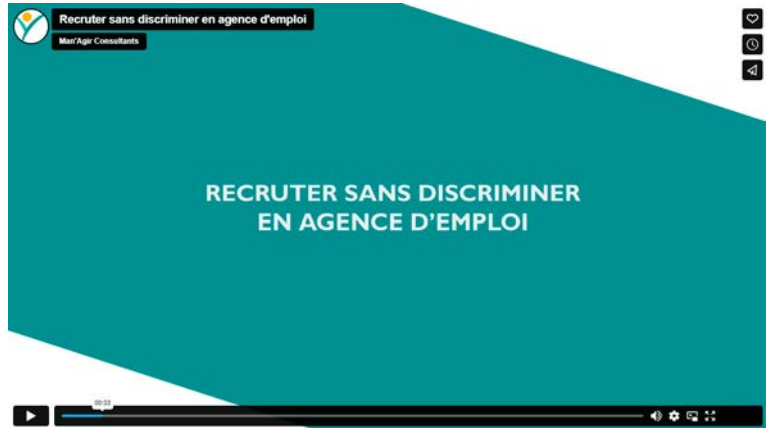 Recruter sans discriminer en agence d'emploi
Man'Agir Consultants
RECRUTER SANS DISCRIMINER
EN AGENCE D'EMPLOI
00:03